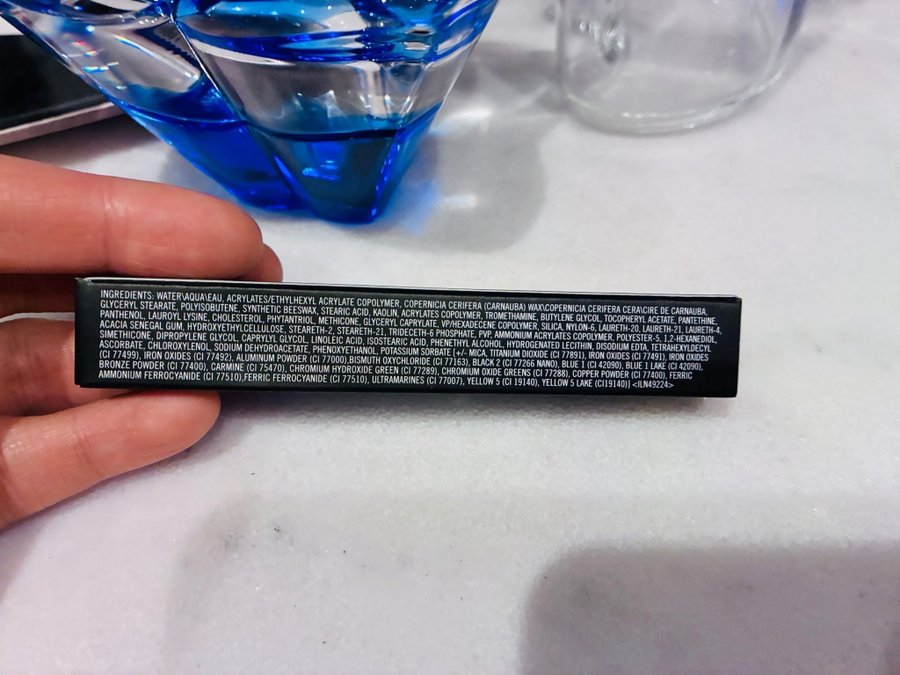 INGREDIENTS: WATER\AQUA\EAU, ACRYLATES/ETHYLHEXYL ACRYLATE COPOLYMER, COPERNICIA CERIFERA (CARNAUBA) WAX\COPERNICIA CERIFERA CERA\CIRE DE CARNAUBA,
GLYCERYL STEARATE, POLYISOBUTENE, SYNTHETIC BEESWAX, STEARIC ACID, KAOLIN, ACRYLATES COPOLYMER, TROMETHAMINE, BUTYLENE GLYCOL, TOCOPHERYL ACETATE, PANTETHINE,
PANTHENOL, LAUROYL LYSINE, CHOLESTEROL, PHYTANTRIOL, METHICONE, GLYCERYL CAPRYLATE, VP/HEXADECENE COPOLYMER, SILICA, NYLON-6, LAURETH-20, LAURETH-21, LAURETH-4,
ACACIA SENEGAL GUM, HYDROXYETHYLCELLULOSE, STEARETH-2, STEARETH-21, TRIDECETH-6 PHOSPHATE, PVP, AMMONIUM ACRYLATES COPOLYMER, POLYESTER-5, 1,2-HEXANEDIOL,
SIMETHICONE, DIPROPYLENE GLYCOL, CAPRYLYL GLYCOL, LINOLEIC ACID, ISOSTEARIC ACID, PHENETHYL ALCOHOL, HYDROGENATED LECITHIN, DISODIUM EDTA, TETRAHEXYLDECYL
ASCORBATE, CHLOROXYLENOL, SODIUM DEHYDROACETATE, PHENOXYETHANOL, POTASSIUM SORBATE [+/- MICA, TITANIUM DIOXIDE (CI 77891), IRON OXIDES (CI 77491), IRON OXIDES
(CI 77499), IRON OXIDES (CI 77492), ALUMINUM POWDER (CI 77000),BISMUTH OXYCHLORIDE (CI 77163), BLACK 2 (CI 77266 NANO), BLUE 1 (CI 42090), BLUE 1 LAKE (CI 42090),
BRONZE POWDER (CI 77400), CARMINE (CI 75470), CHROMIUM HYDROXIDE GREEN (CI 77289), CHROMIUM OXIDE GREENS (CI 77288), COPPER POWDER (CI 77400), FERRIC
AMMONIUM FERROCYANIDE (CI 77510),FERRIC FERROCYANIDE (CI 77510), ULTRAMARINES (CI 77007), YELLOW 5 (CI 19140), YELLOW 5 LAKE (CI19140)] <ILN49224>